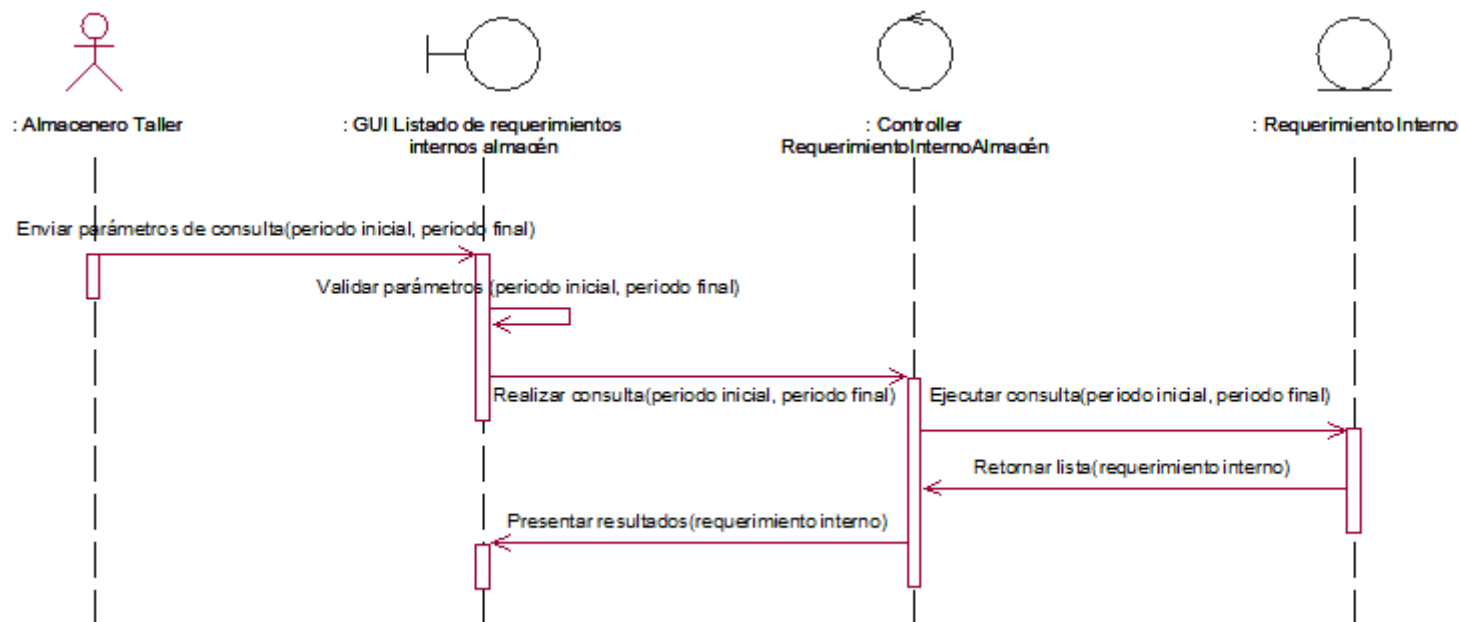 : Almacenero Taller
: GUI Listado de requerimientos
internos almacén
: Controller
RequerimientoInternoAlmacén
: Requerimiento Interno
Enviar parámetros de consulta(periodo inicial, periodo final)
Validar parámetros (periodo inicial, periodo final)
Realizar consulta(periodo inicial, periodo final)
Ejecutar consulta(periodo inicial, periodo final)
Retornar lista(requerimiento interno)
Presentar resultados(requerimiento interno)